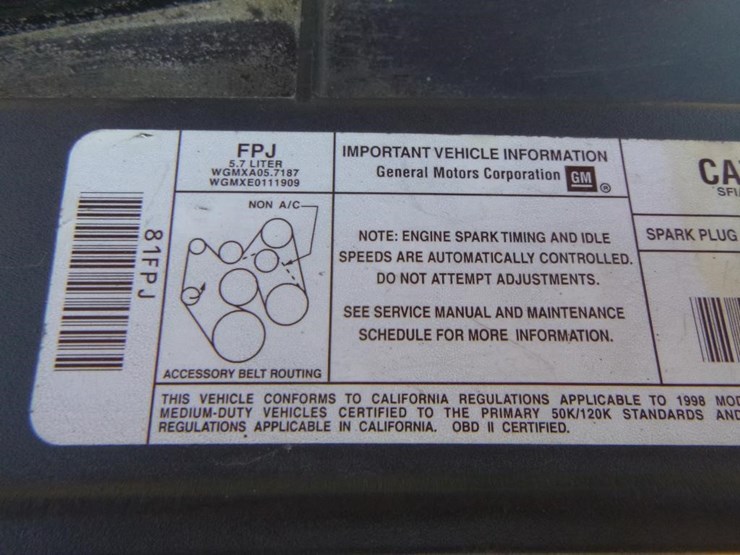 FPJ
5.7 LITER
WGMXA05.7187
WGMXE0111909
NON A/C
ACCESSORY BELT ROUTING
81FPJ
IMPORTANT VEHICLE INFORMATION
General Motors Corporation GM ®
NOTE: ENGINE SPARK TIMING AND IDLE
SPEEDS ARE AUTOMATICALLY CONTROLLED.
DO NOT ATTEMPT ADJUSTMENTS.
SEE SERVICE MANUAL AND MAINTENANCE
SCHEDULE FOR MORE INFORMATION.
CA
SFI
SPARK PLUG
THIS VEHICLE CONFORMS TO CALIFORNIA REGULATIONS APPLICABLE TO 1998 MOD
MEDIUM-DUTY VEHICLES CERTIFIED TO THE PRIMARY 50K/120K STANDARDS AND
REGULATIONS APPLICABLE IN CALIFORNIA. OBD II CERTIFIED.